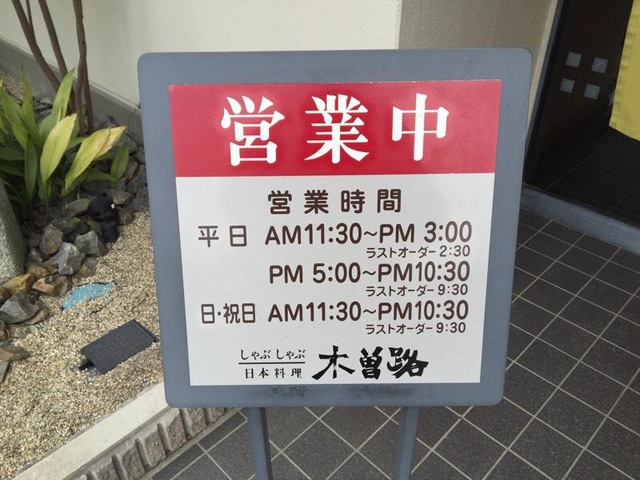 営業中
営業時間
平日 AM11:30～PM 3:00
ラストオーダー2:30
PM 5:00～PM10:30
ラストオーダー9:30
日・祝日 AM11:30～PM10:30
ラストオーダー9:30
しゃぶしゃぶ
日本料理
木曽路